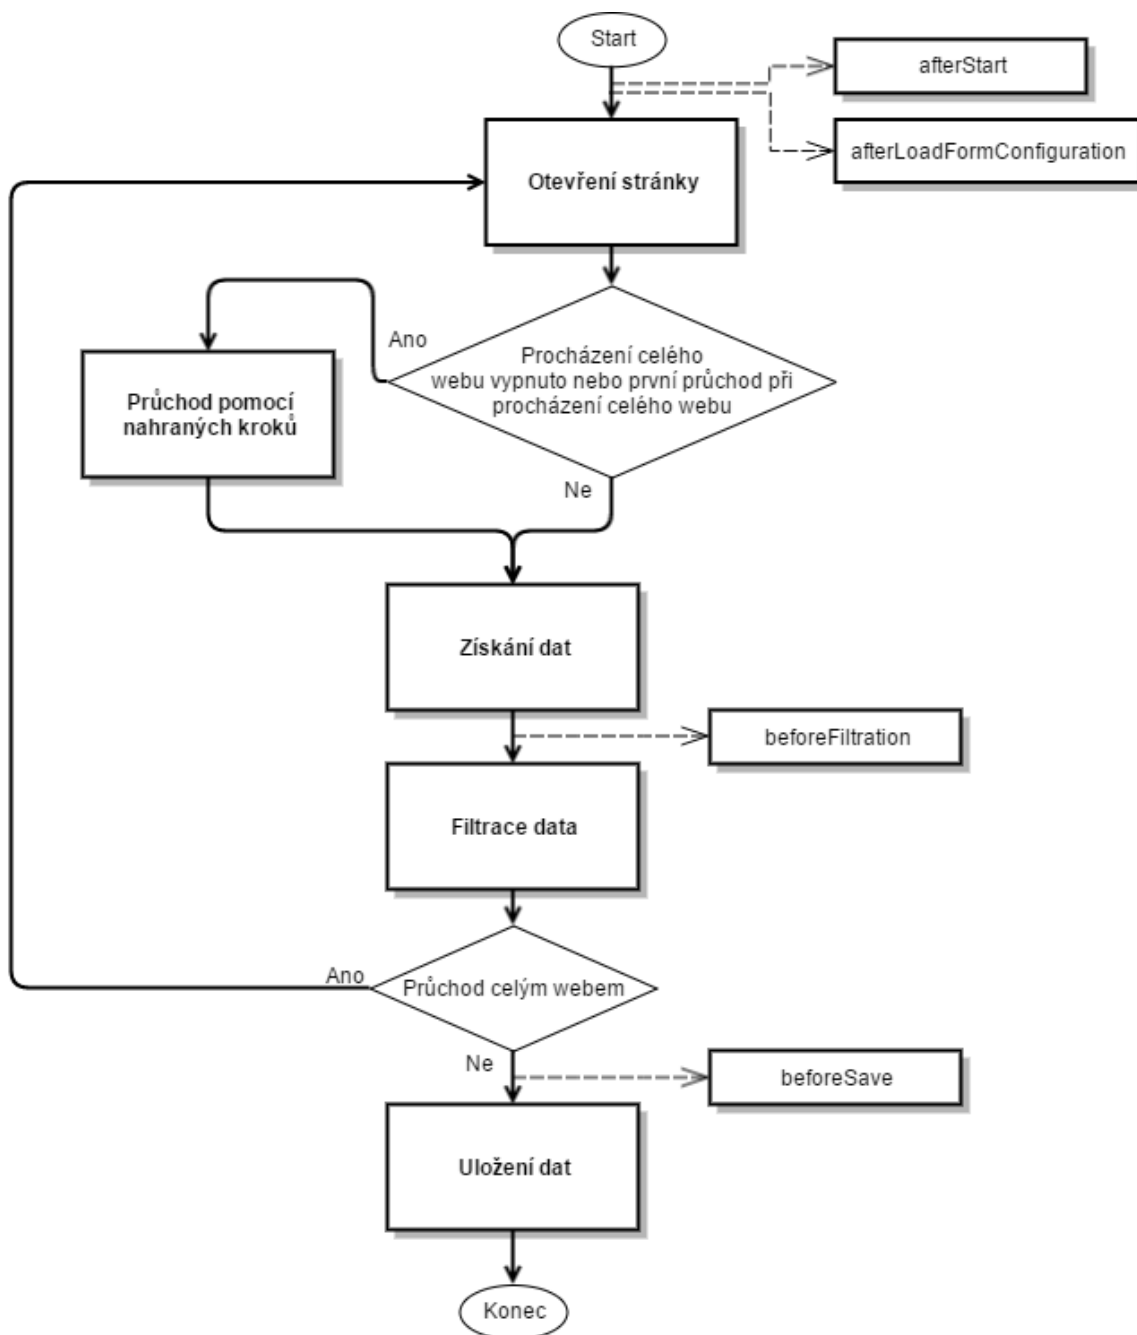 Start
afterStart
afterLoadFormConfiguration
Otevření stránky
Ano
Procházení celého
webu vypnuto nebo první průchod při
procházení celého webu
Průchod pomocí
nahraných kroků
Ne
Získání dat
beforeFiltration
Filtrace data
Ano
Průchod celým webem
Ne
beforeSave
Uložení dat
Konec